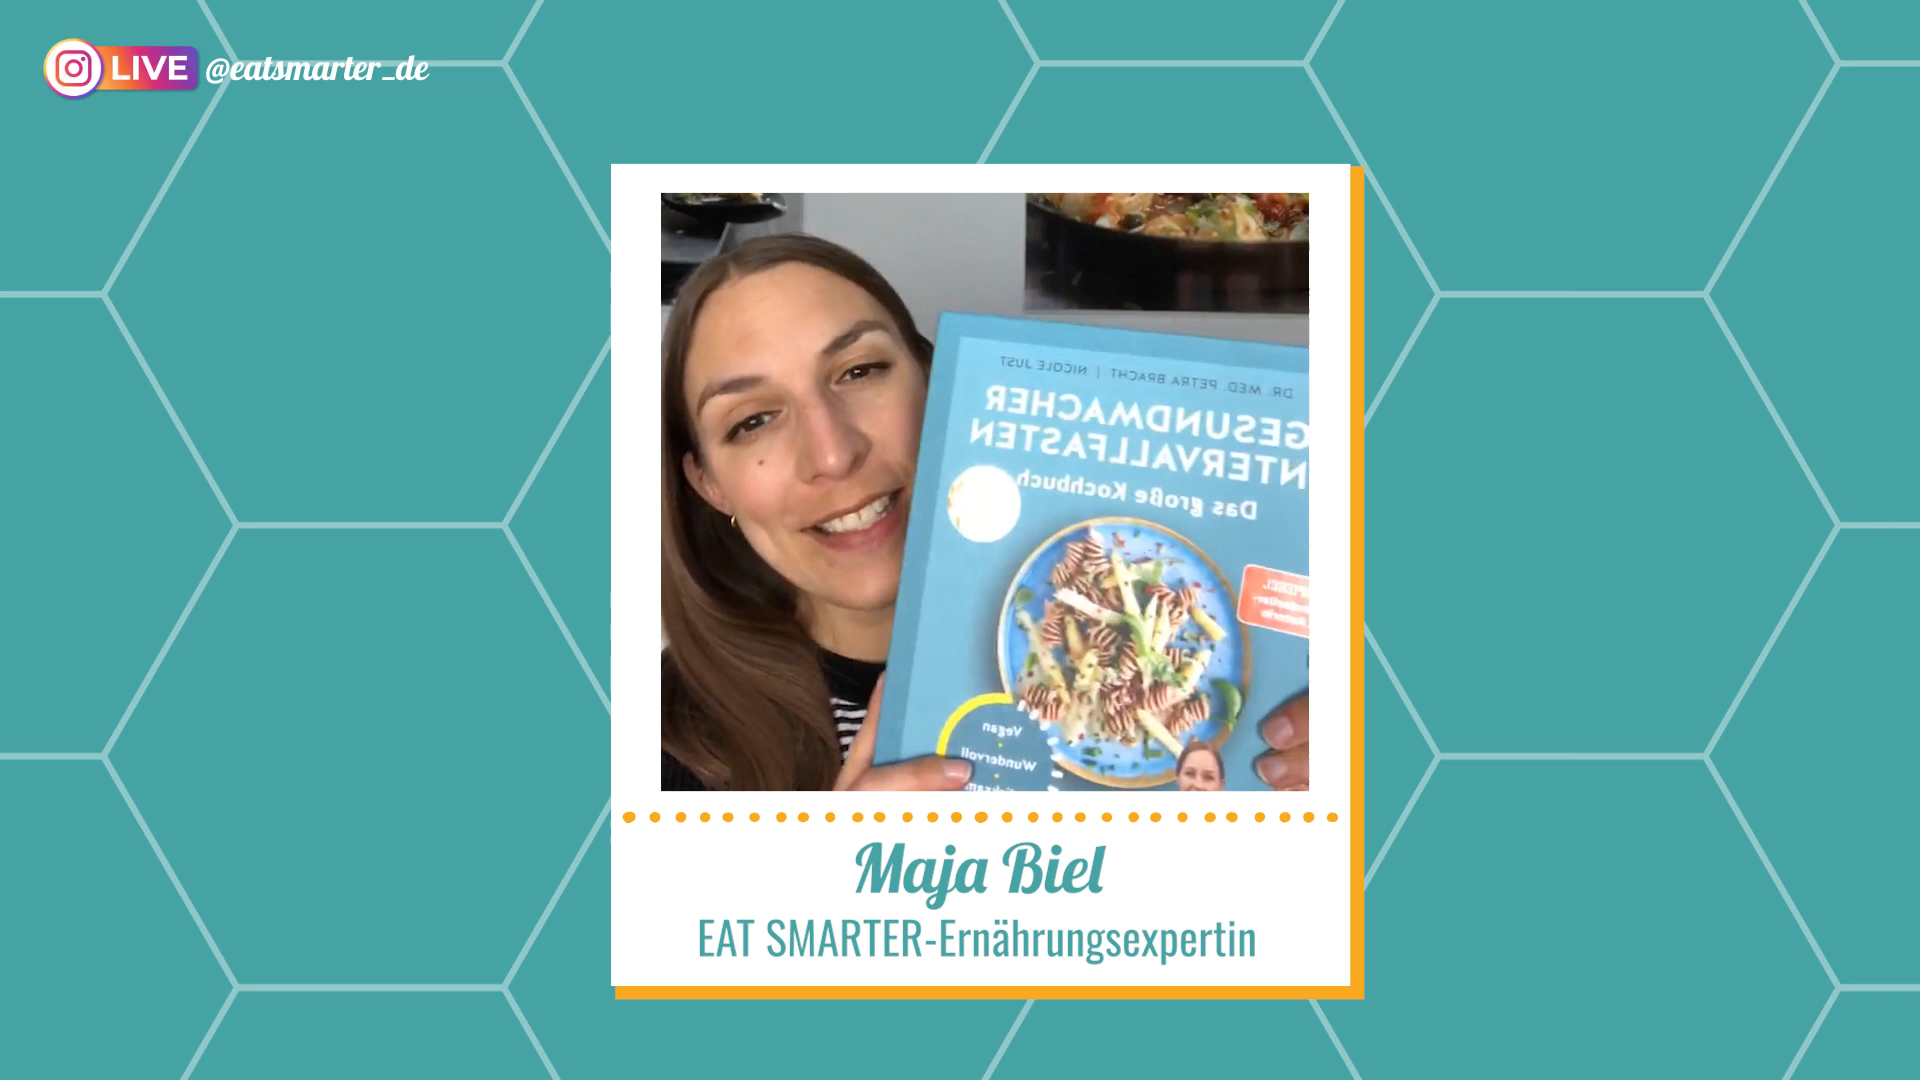 LIVE @eatsmarter_de
DR. MED. PETRA BRACHT | NICOLE JUST
GESUNDMACHER
NTERVALLFASTEN
Das große Kochbuch
Vegan
Wundervoll
Maja Biel
EAT SMARTER-Ernährungsexpertin